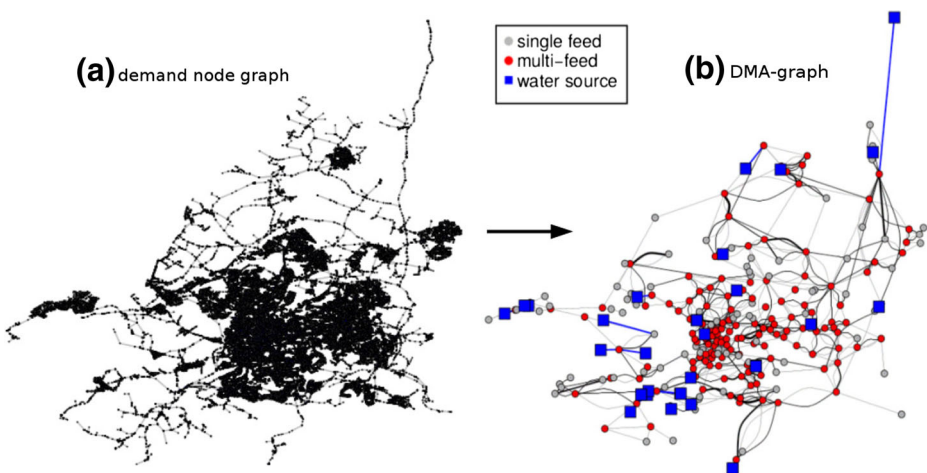 (a) demand node graph
single feed
multi-feed
water source
(b) DMA-graph